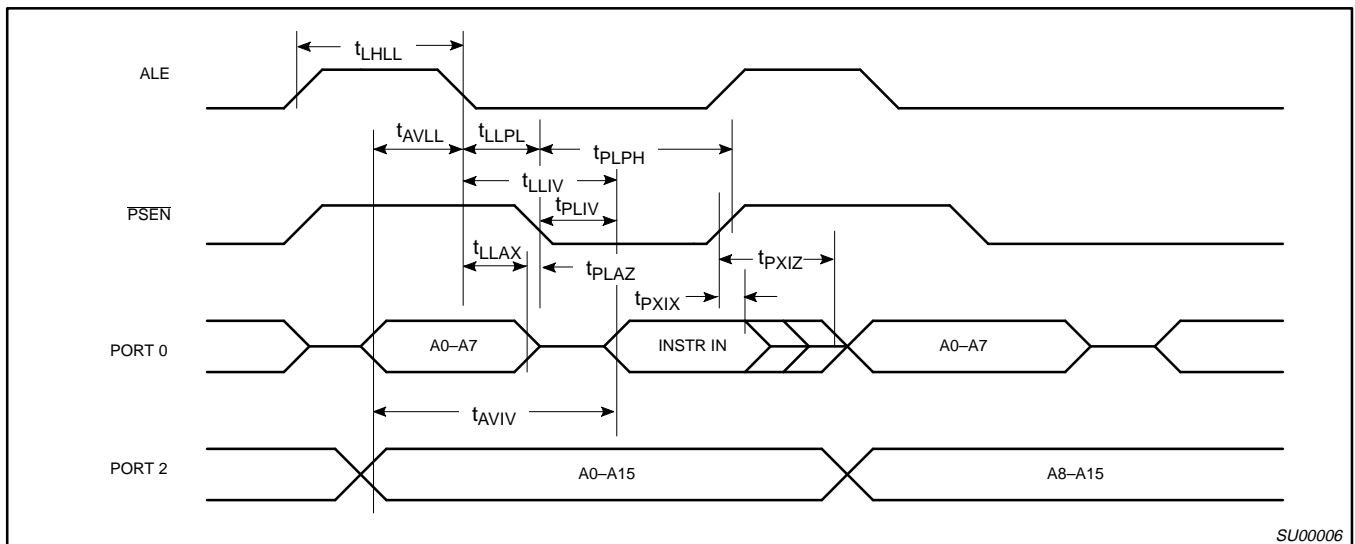 tLHLL
ALE
tAVLL
tLLPL
tPLPH
tLLIV
PSEN
tPLIV
tLLAX
tPLAZ
tPXIZ
tPXIX
PORT 0
A0–A7
INSTR IN
A0–A7
tAVIV
PORT 2
A0–A15
A8–A15
SU00006